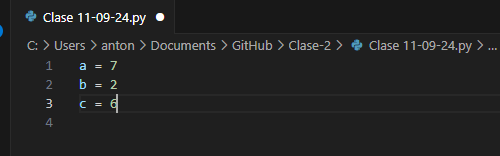 Clase 11-09-24.py
C: > Users > anton > Documents > GitHub > Clase-2 > Clase 11-09-24.py > ...
1 a = 7
2 b = 2
3 c = 6
4